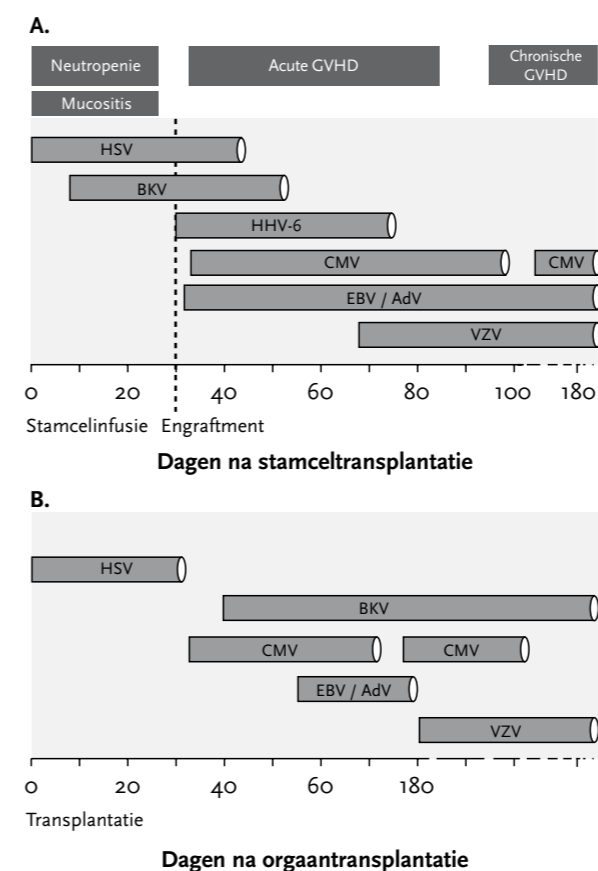 A.
Neutropenie
Acute GVHD
Chronische
GVHD
Mucositis
HSV
BKV
HHV-6
CMV
CMV
EBV / AdV
VZV
0 20 40 60 80 100 180
Stamcelinfusie Engraftment
Dagen na stamceltransplantatie
B.
HSV
BKV
CMV
CMV
EBV / AdV
VZV
0 20 40 60 180
Transplantatie
Dagen na orgaantransplantatie